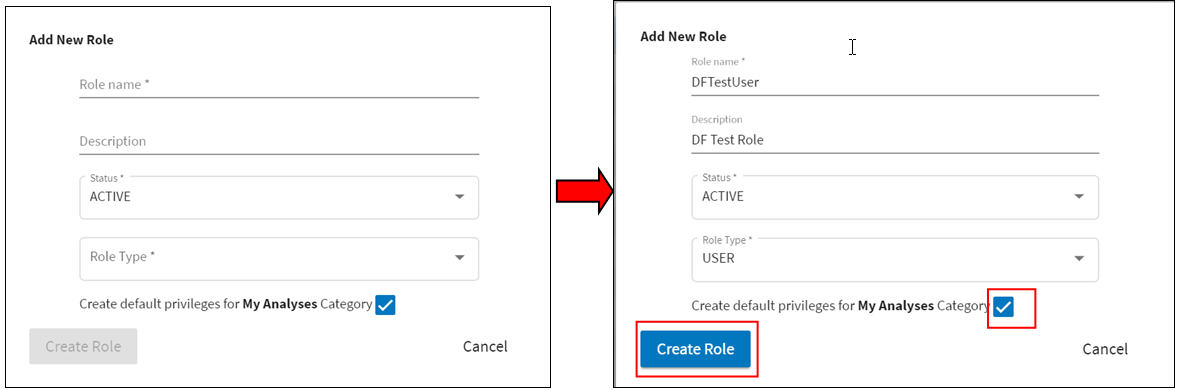 Add New Role
Role name *
Description
Status *
ACTIVE
Role Type *
Create default privileges for My Analyses Category
Create Role
Cancel
Add New Role
Role name *
DFTestUser
Description
DF Test Role
Status *
ACTIVE
Role Type *
USER
Create default privileges for My Analyses Category
Create Role
Cancel